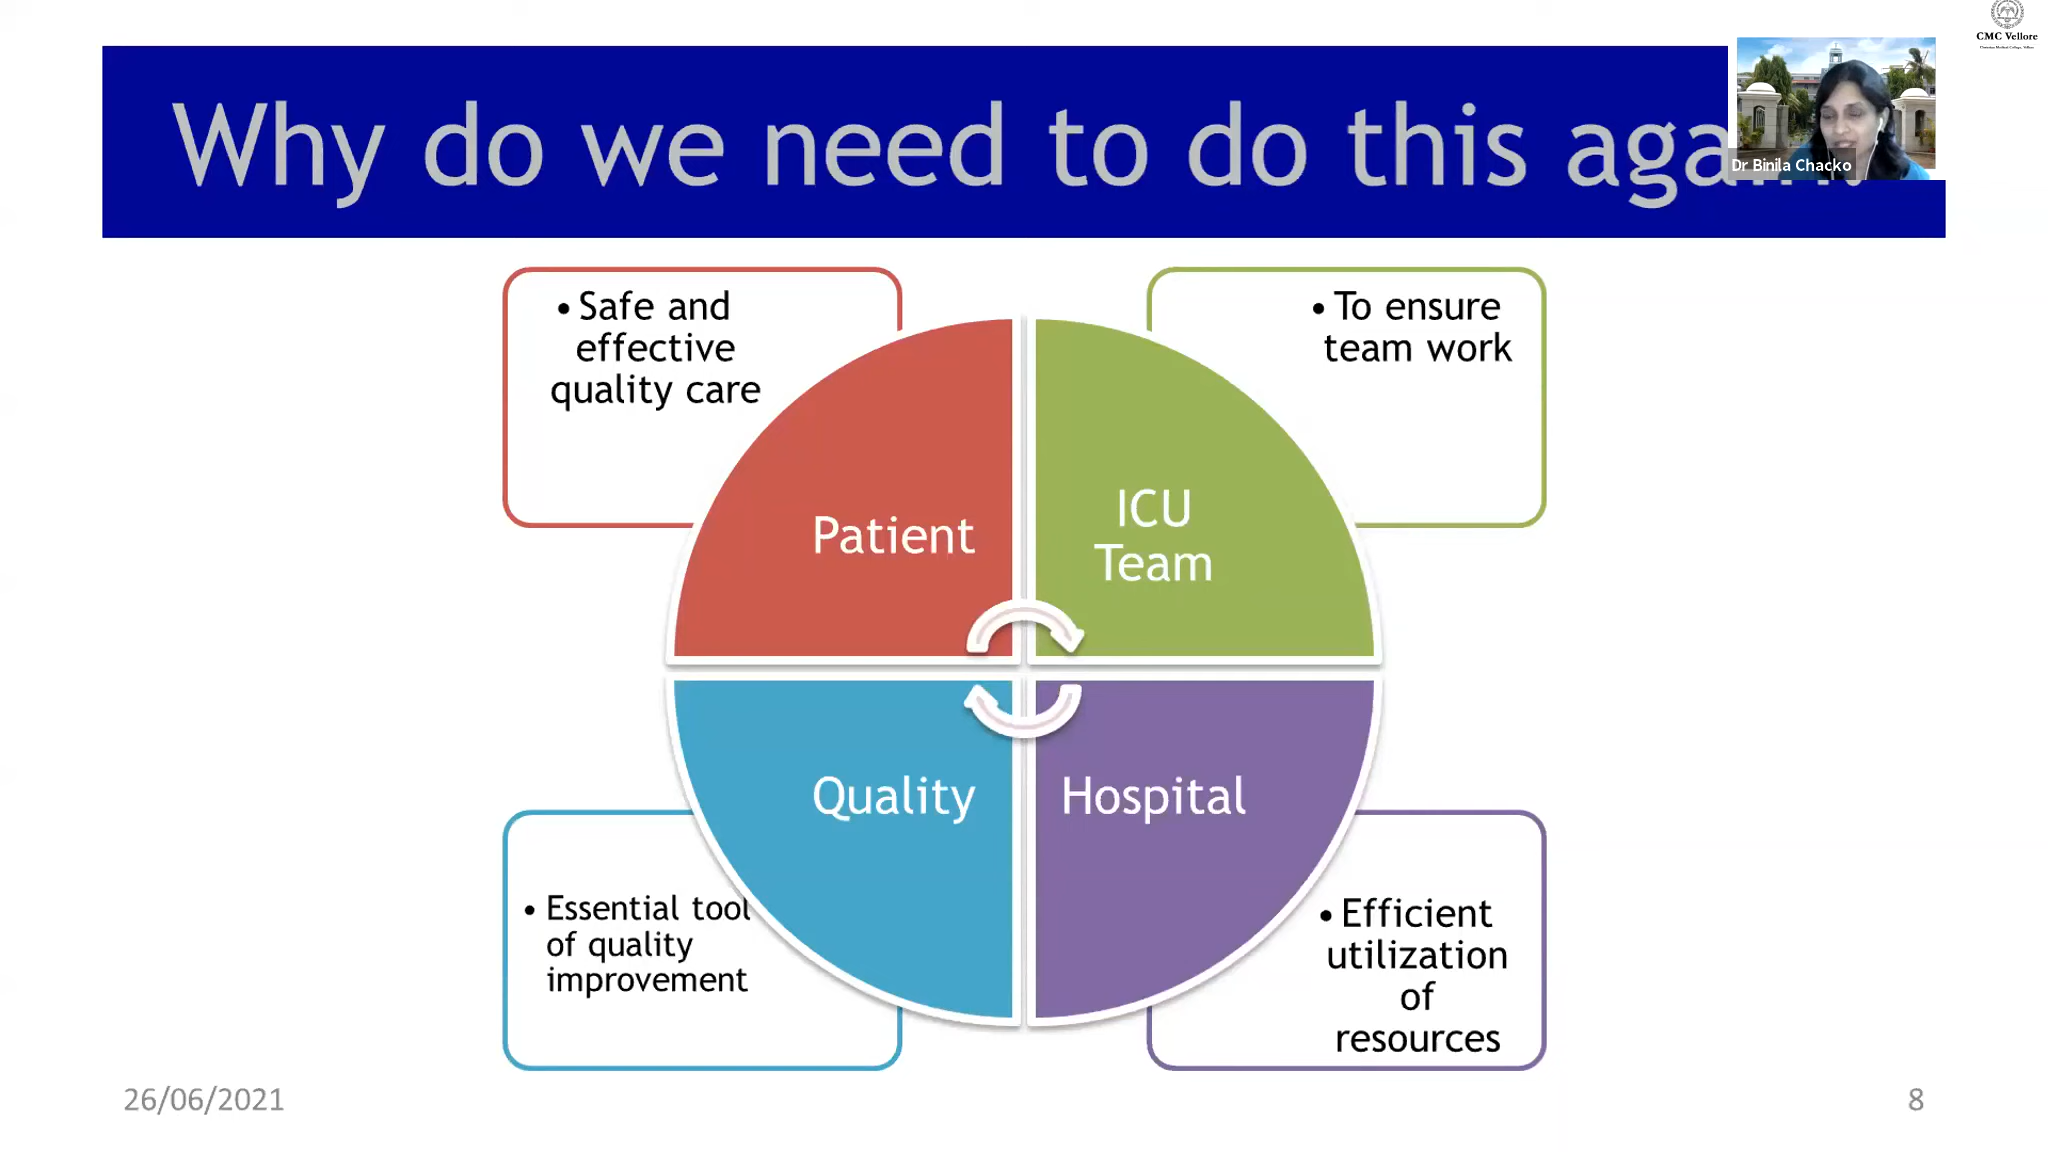 CMC Vellore
Why do we need to do this again?
Dr Binila Chacko
• Safe and
effective
quality care
• To ensure
team work
Patient
ICU
Team
Quality
Hospital
• Essential tool
of quality
improvement
• Efficient
utilization
of
resources
26/06/2021
8